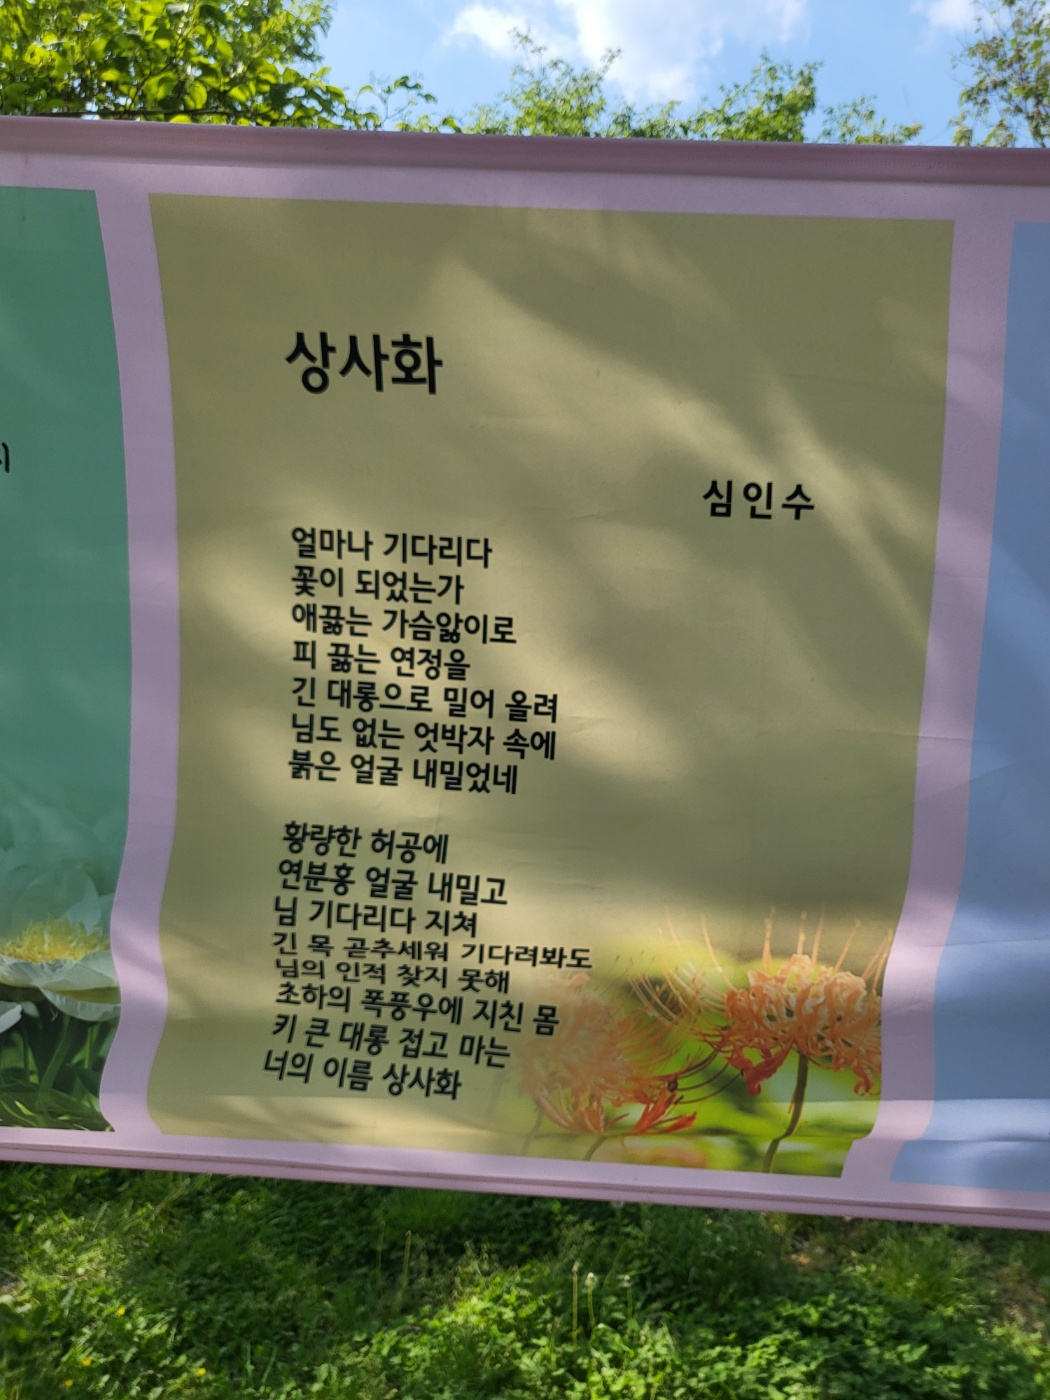 상사화
심인수
얼마나 기다리다
꽃이 되었는가
애끓는 가슴앓이로
피 끓는 연정을
긴 대롱으로 밀어 올려
님도 없는 엇박자 속에
붉은 얼굴 내밀었네
황량한 허공에
연분홍 얼굴 내밀고
님 기다리다 지쳐
긴 목 곧추세워 기다려봐도
님의 인적 찾지 못해
초하의 폭풍우에 지친 몸
키 큰 대롱 접고 마는
너의 이름 상사화